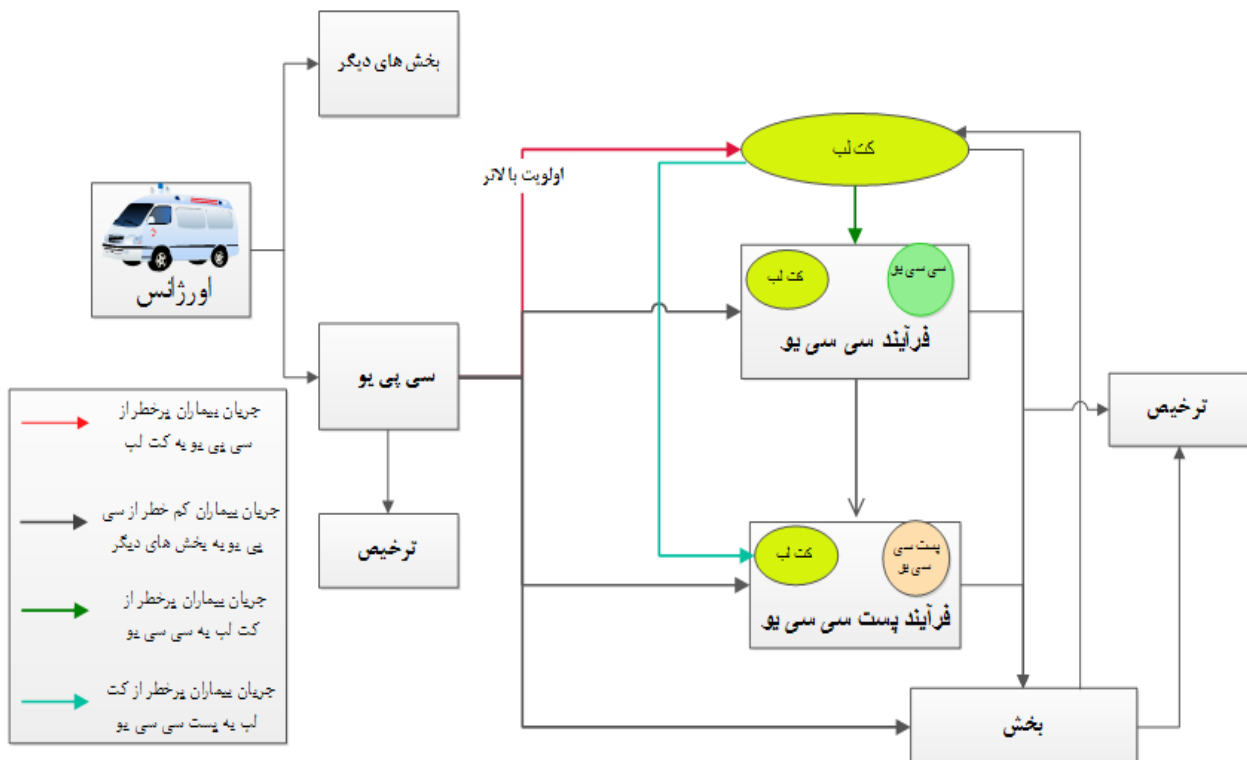 بخش های دیگر
کت لب
اولویت بالاتر
اورژانس
کت لب
سی سی یو
فرآیند سی سی یو
سی پی یو
ترخیص
ترخیص
کت لب
پست سی
سی یو
فرآیند پست سی سی یو
بخش
جریان بیماران پرخطر از
سی پی یو به کت لب
جریان بیماران کم خطر از سی
پی یو به بخش های دیگر
جریان بیماران پرخطر از
کت لب به سی سی یو
جریان بیماران پرخطر از کت
لب به پست سی سی یو